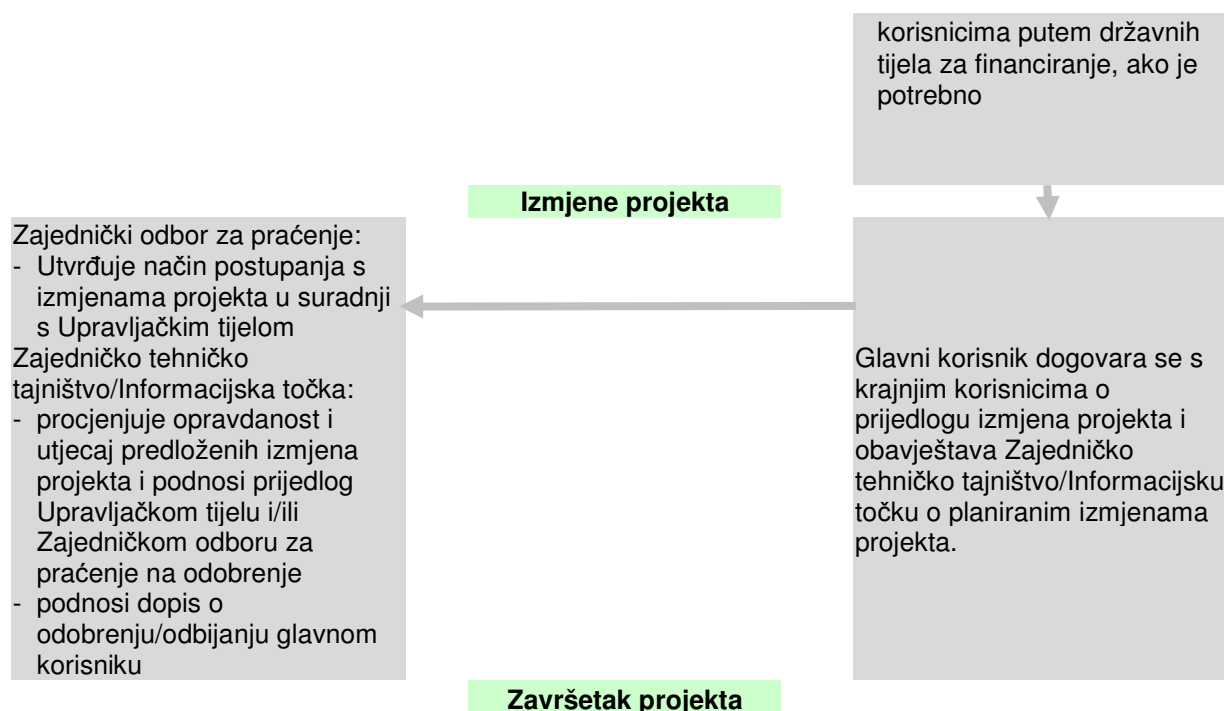 korisnicima putem državnih
tijela za financiranje, ako je
potrebno
Izmjene projekta
Zajednički odbor za praćenje:
- Utvrđuje način postupanja s
izmjenama projekta u suradnji
s Upravljačkim tijelom
Zajedničko tehničko
tajništvo/Informacijska točka:
- procjenjuje opravdanost i
utjecaj predloženih izmjena
projekta i podnosi prijedlog
Upravljačkom tijelu i/ili
Zajedničkom odboru za
praćenje na odobrenje
- podnosi dopis o
odobrenju/odbijanju glavnom
korisniku
Glavni korisnik dogovara se s
krajnjim korisnicima o
prijedlogu izmjena projekta i
obavještava Zajedničko
tehničko tajništvo/Informacijsku
točku o planiranim izmjenama
projekta.
Završetak projekta